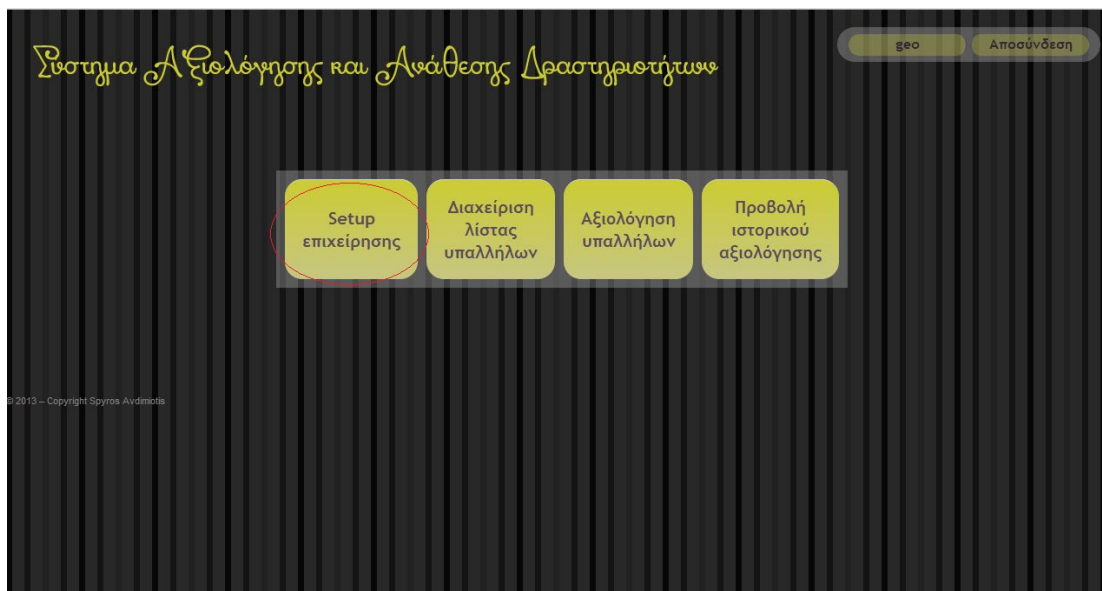 Σύστημα Αξιολόγησης και Ανάθεσης Δραστηριοτήτων
geo
Αποσύνδεση
Setup
επιχείρησης
Διαχείριση
λίστας
υπαλλήλων
Αξιολόγηση
υπαλλήλων
Προβολή
ιστορικού
αξιολόγησης
© 2013 – Copyright Spyros Avdimiotis